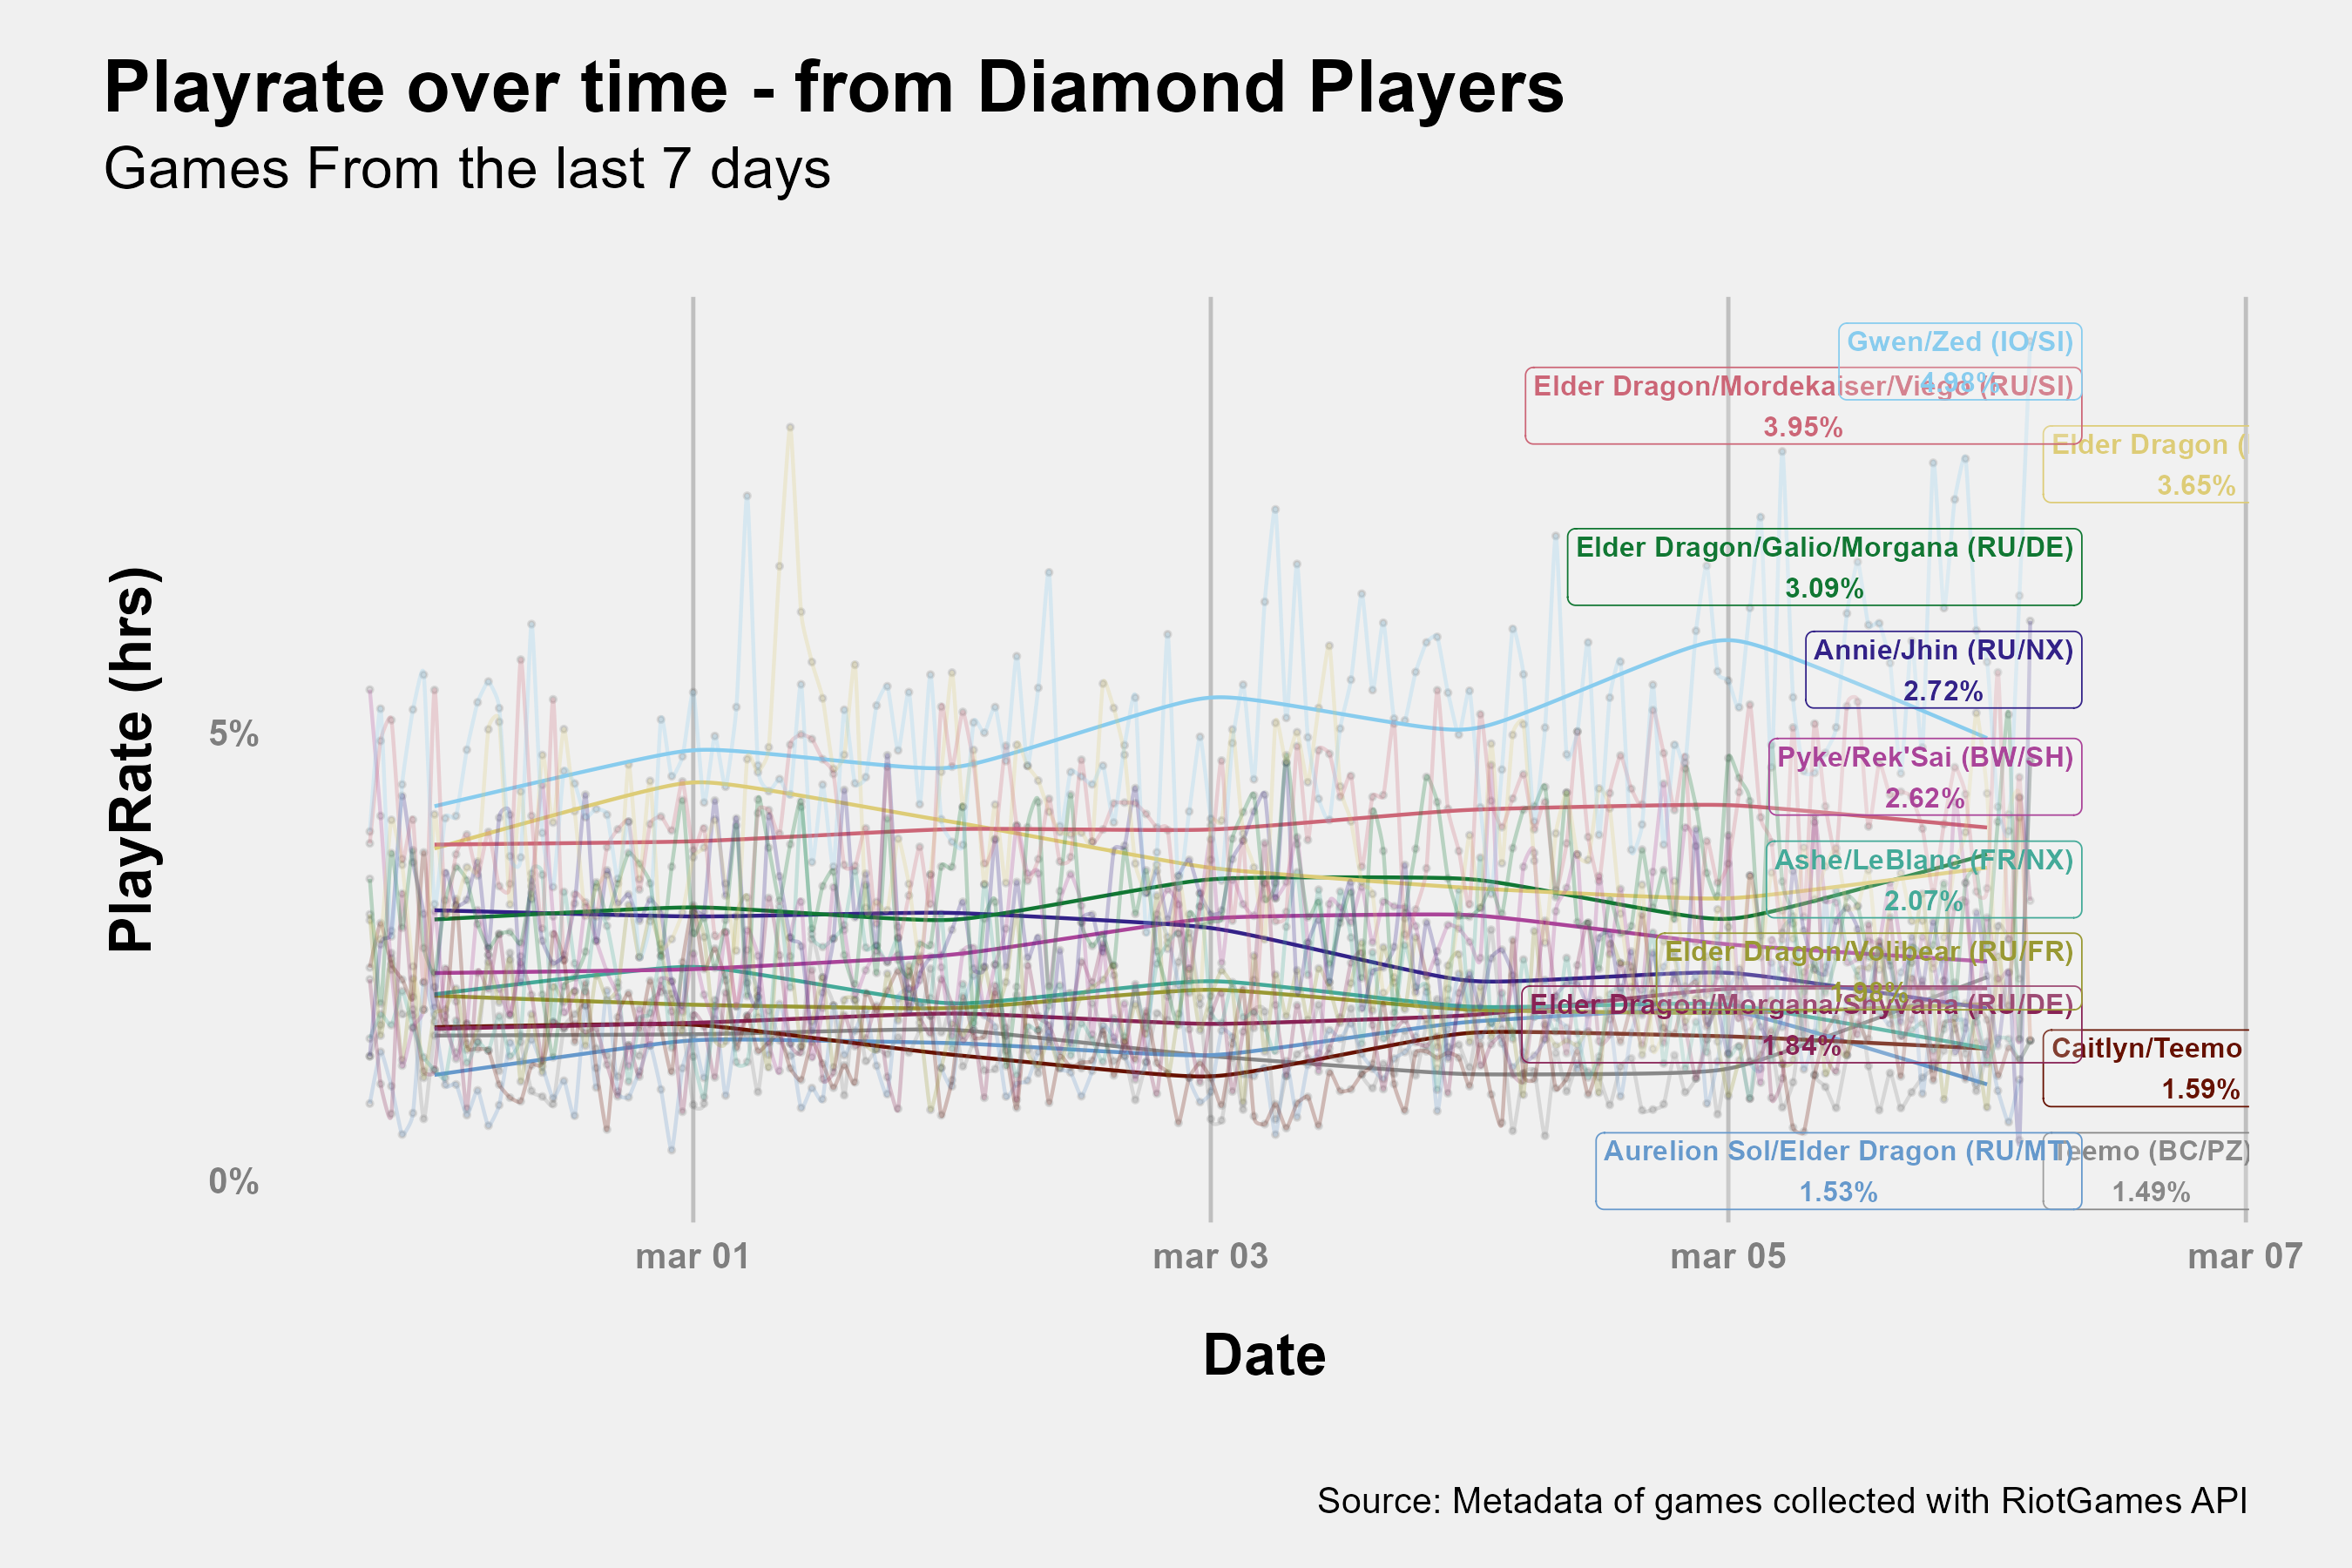 Playrate over time - from Diamond Players
Games From the last 7 days
PlayRate (hrs)
5%
0%
Gwen/Zed (IO/SI)
4.98%
Elder Dragon/Mordekaiser/Viego (RU/SI)
3.95%
Elder Dragon (
3.65%
Elder Dragon/Galio/Morgana (RU/DE)
3.09%
Annie/Jhin (RU/NX)
2.72%
Pyke/Rek'Sai (BW/SH)
2.62%
Ashe/LeBlanc (FR/NX)
2.07%
Elder Dragon/Volibear (RU/FR)
1.98%
Elder Dragon/Morgana/Shyvana (RU/DE)
1.84%
Caitlyn/Teemo
1.59%
Aurelion Sol/Elder Dragon (RU/MT)
1.53%
Teemo (BC/PZ)
1.49%
mar 01
mar 03
mar 05
mar 07
Date
Source: Metadata of games collected with RiotGames API